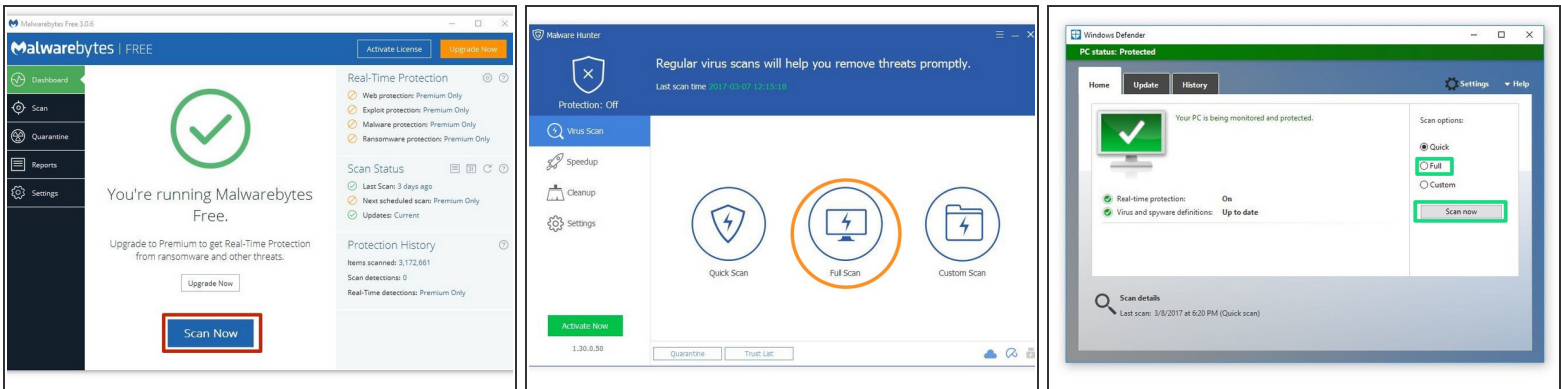 Malwarebytes Free 3.0.6
Malwarebytes | FREE
Activate License
Upgrade Now
Dashboard
Scan
Quarantine
Reports
Settings
You're running Malwarebytes
Free.
Upgrade to Premium to get Real-Time Protection
from ransomware and other threats.
Upgrade Now
Scan Now
Real-Time Protection
Web protection: Premium Only
Exploit protection: Premium Only
Malware protection: Premium Only
Ransomware protection: Premium Only
Scan Status
Last Scan: 3 days ago
Next scheduled scan: Premium Only
Updates: Current
Protection History
Items scanned: 3,172,661
Scan detections: 0
Real-Time detections: Premium Only
Malware Hunter
Protection: Off
Regular virus scans will help you remove threats promptly.
Last scan time 2017-03-07 12:15:18
Virus Scan
Speedup
Cleanup
Settings
Quick Scan
Full Scan
Custom Scan
Activate Now
1.30.0.50
Quarantine
Trust List
Windows Defender
PC status: Protected
Home
Update
History
Settings
Help
Your PC is being monitored and protected.
Real-time protection: On
Virus and spyware definitions: Up to date
Scan options:
Quick
Full
Custom
Scan now
Scan details
Last scan: 3/8/2017 at 6:20 PM (Quick scan)